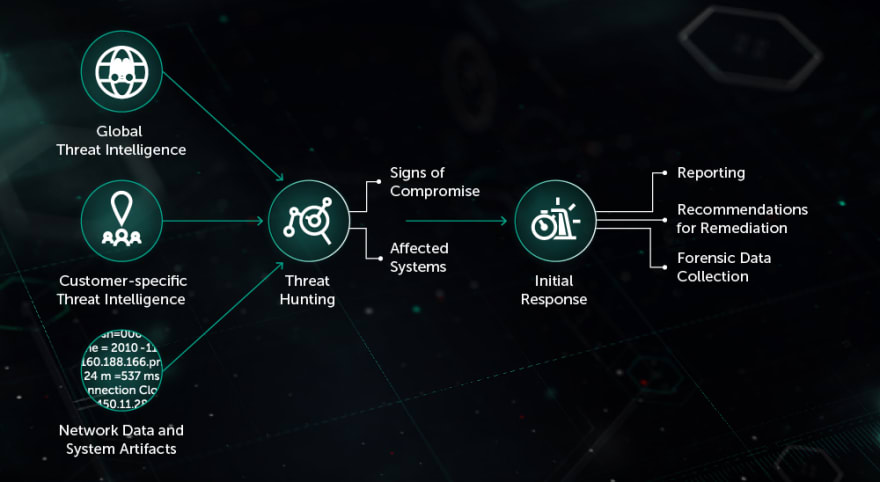 Global
Threat Intelligence
Customer-specific
Threat Intelligence
sh=000
ne = 2010 -11
160.188.166.pr
24 m =537 ms
nnection Clo
150.11.28
Network Data and
System Artifacts
Threat
Hunting
Signs of
Compromise
Affected
Systems
Initial
Response
Reporting
Recommendations
for Remediation
Forensic Data
Collection